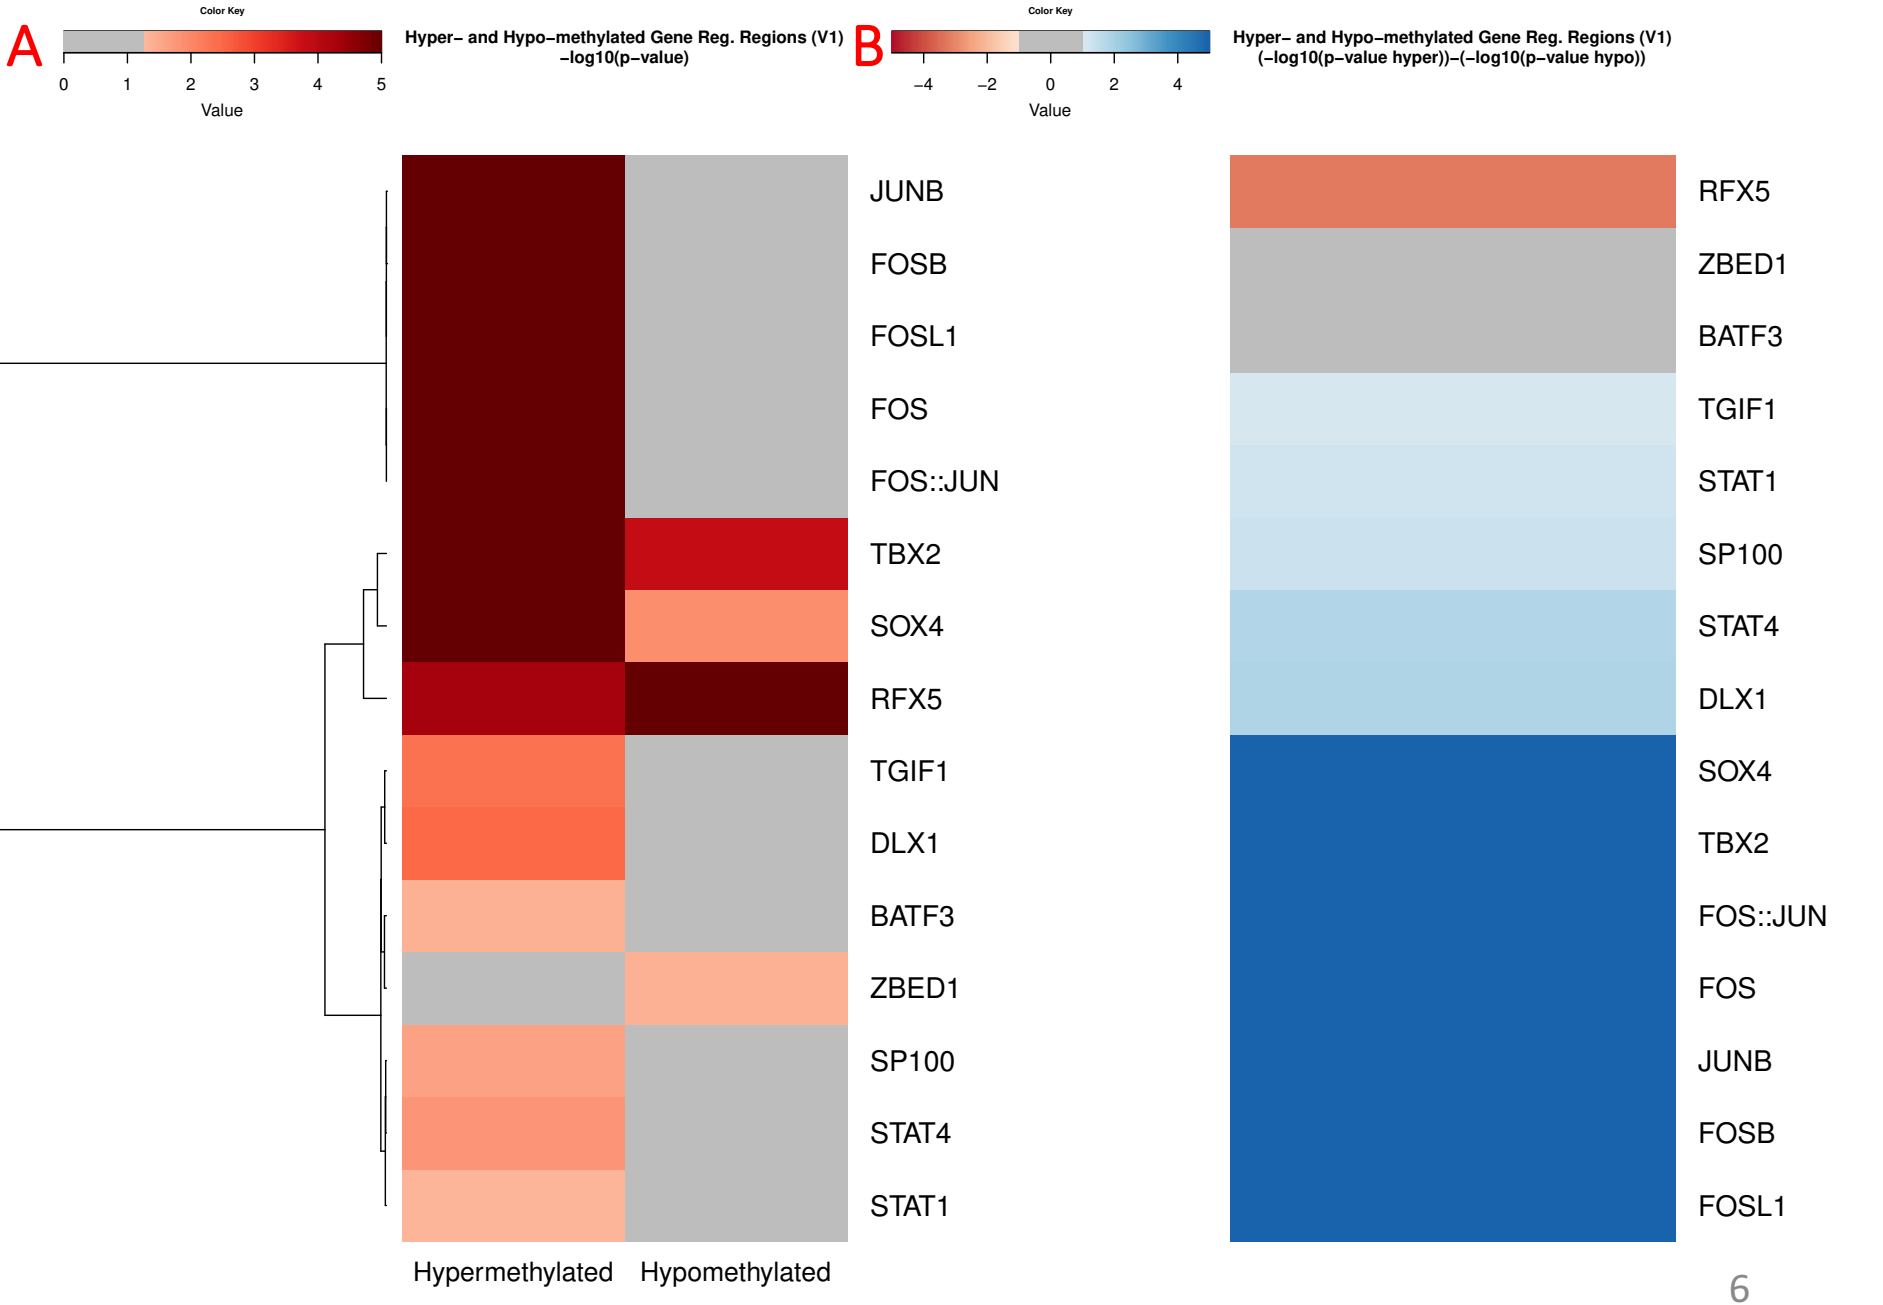 A
Color Key
0 1 2 3 4 5
Value
Hyper− and Hypo−methylated Gene Reg. Regions (V1)
−log10(p−value)
B
Color Key
−4 −2 0 2 4
Value
Hyper− and Hypo−methylated Gene Reg. Regions (V1)
(−log10(p−value hyper))−(−log10(p−value hypo))
JUNB
FOSB
FOSL1
FOS
FOS::JUN
TBX2
SOX4
RFX5
TGIF1
DLX1
BATF3
ZBED1
SP100
STAT4
STAT1
Hypermethylated Hypomethylated
RFX5
ZBED1
BATF3
TGIF1
STAT1
SP100
STAT4
DLX1
SOX4
TBX2
FOS::JUN
FOS
JUNB
FOSB
FOSL1
6